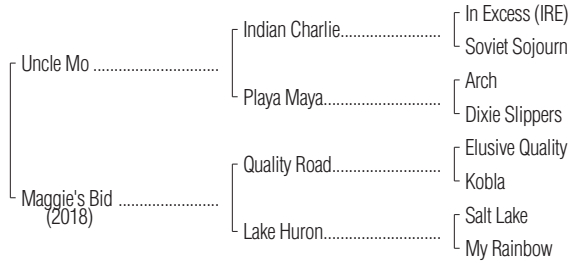 In Excess (IRE)
Indian Charlie
Soviet Sojourn
Uncle Mo
Arch
Playa Maya
Dixie Slippers
Elusive Quality
Quality Road
Kobla
Maggie's Bid
(2018)
Salt Lake
Lake Huron
My Rainbow